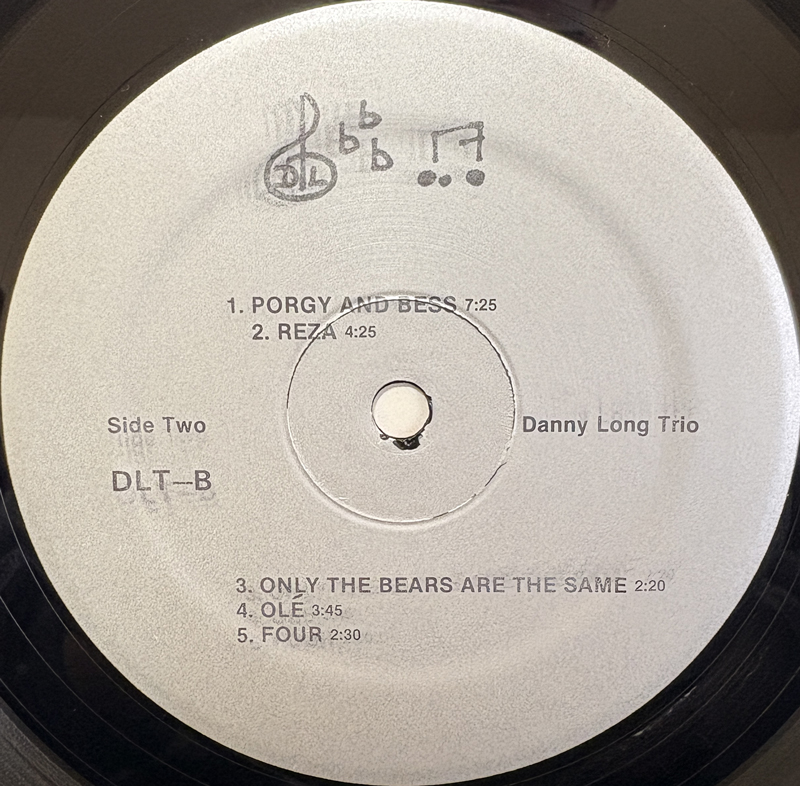 DL
1. PORGY AND BESS 7:25
2. REZA 4:25
Side Two
Danny Long Trio
DLT—B
3. ONLY THE BEARS ARE THE SAME 2:20
4. OLÉ 3:45
5. FOUR 2:30